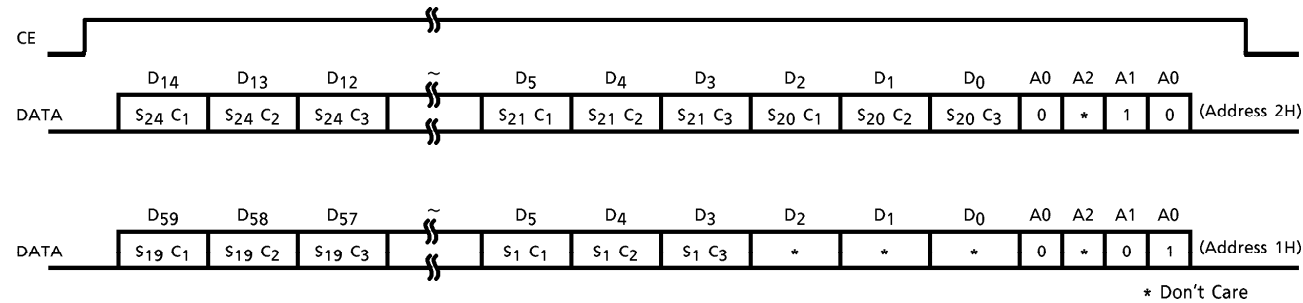 CE
D14 D13 D12 ~ D5 D4 D3 D2 D1 D0 A0 A2 A1 A0
DATA S24 C1 S24 C2 S24 C3 S21 C1 S21 C2 S21 C3 S20 C1 S20 C2 S20 C3 0 * 1 0 (Address 2H)
D59 D58 D57 ~ D5 D4 D3 D2 D1 D0 A0 A2 A1 A0
DATA S19 C1 S19 C2 S19 C3 S1 C1 S1 C2 S1 C3 * * * 0 * 0 1 (Address 1H)
* Don't Care